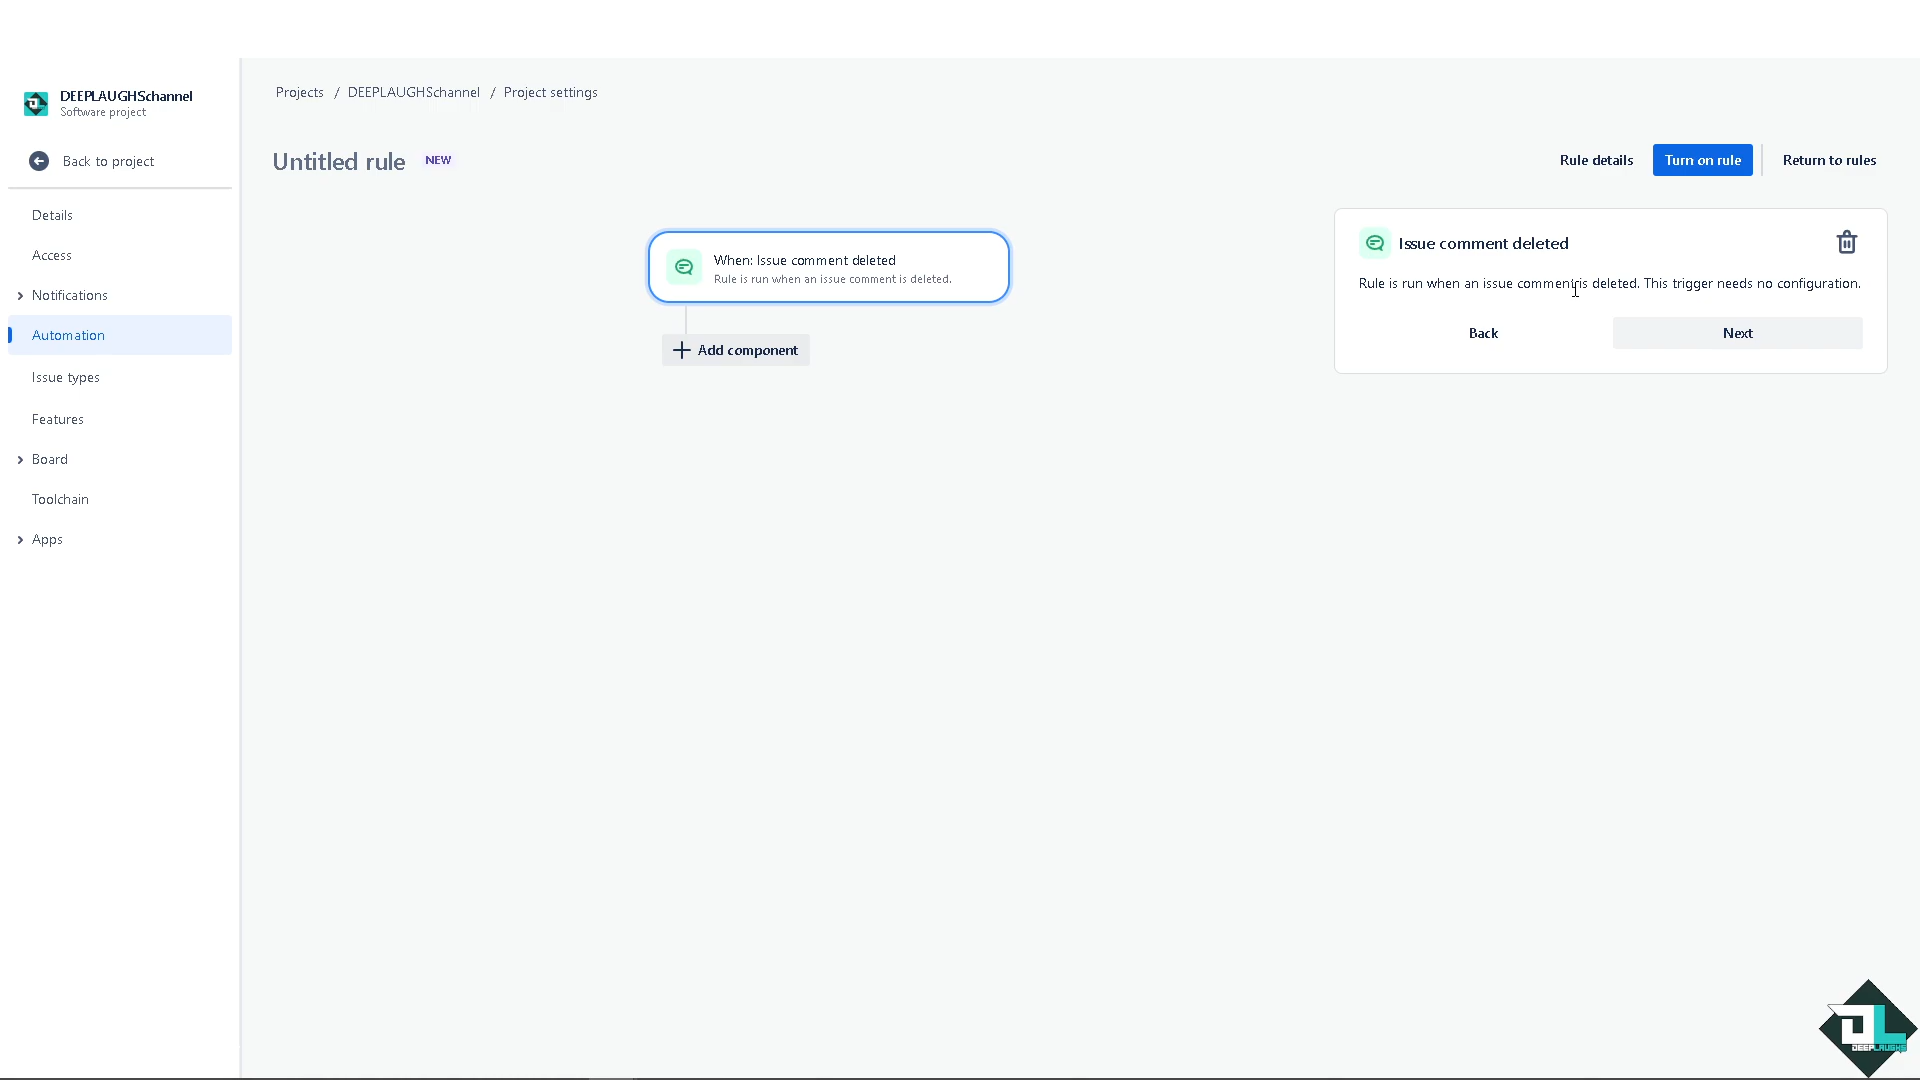 DEEPLAUGHSchannel
Software project
Back to project
Details
Access
Notifications
Automation
Issue types
Features
Board
Toolchain
Apps
Projects / DEEPLAUGHSchannel / Project settings
Untitled rule NEW
Rule details
Turn on rule
Return to rules
When: Issue comment deleted
Rule is run when an issue comment is deleted.
Add component
Issue comment deleted
Rule is run when an issue comment is deleted. This trigger needs no configuration.
Back
Next
DEEPLAUGHS